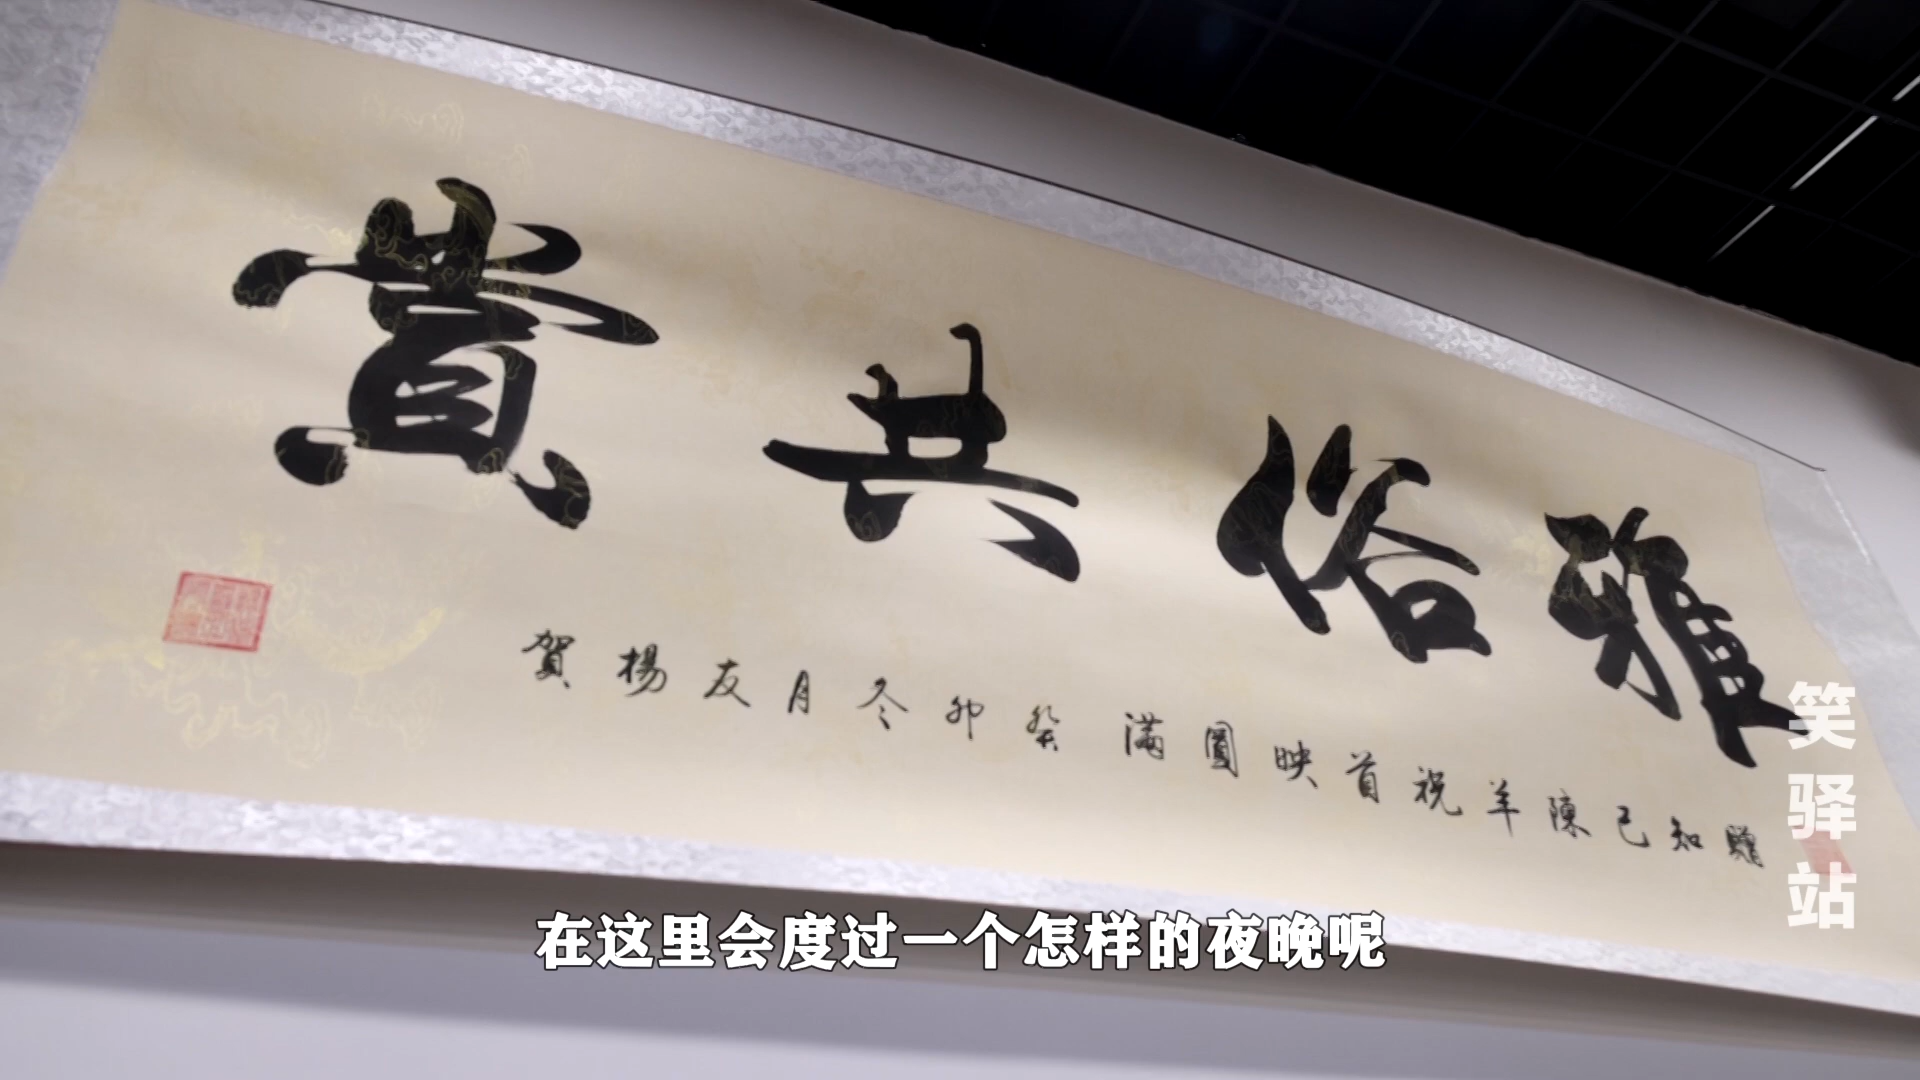 雅俗共賞
贈知己陳羊祝首映圓滿 癸卯冬月友楊賀
笑驿站
在这里会度过一个怎样的夜晚呢